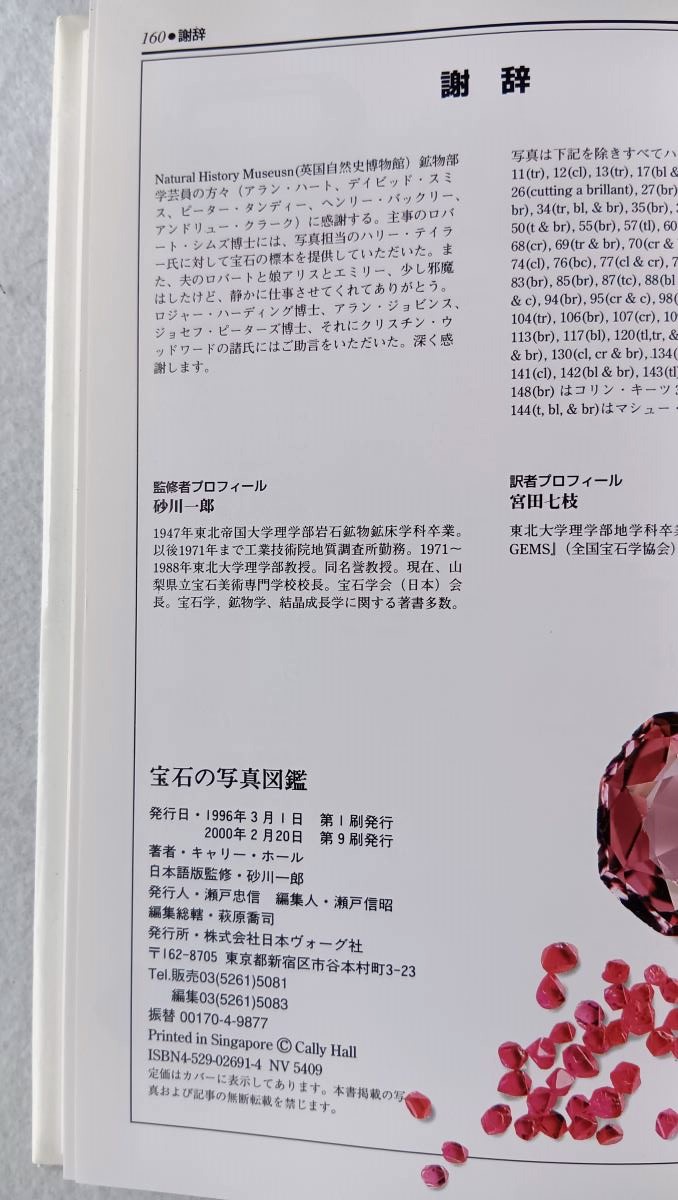 160●謝辞
謝 辞
Natural History Museusn(英国自然史博物館)鉱物部
学芸員の方々(アラン・ハート、デイビッド・スミ
ス、ピーター・タンディー、ヘンリー・バックリー、
アンドリュー・クラーク)に感謝する。主事のロバ
ート・シムズ博士には、写真担当のハリー・テイラ
ー氏に対して宝石の標本を提供していただいた。ま
た、夫のロバートと娘アリスとエミリー、少し邪魔
はしたけど、静かに仕事させてくれてありがとう。
ロジャー・ハーディング博士、アラン・ジョビンス、
ジョセフ・ピーターズ博士、それにクリスチン・ウ
ッドワードの諸氏にはご助言をいただいた。深く感
謝します。
写真は下記を除きすべてハ
11(tr), 12(cl), 13(tr), 17(bl &
26(cutting a brillant), 27(br)
br), 34(tr, bl, & br), 35(br),
50(t & br), 55(br), 57(tl), 60
68(cr), 69(tr & br), 70(cr &
74(cl), 76(bc), 77(cl & cr), 7
83(br), 85(br), 87(tc), 88(bl
& c), 94(br), 95(cr & c), 98(
104(tr), 106(br), 107(cr), 10
113(br), 117(bl), 120(tl,tr, &
& br), 130(cl, cr & br), 134(
141(cl), 142(bl & br), 143(tl)
148(br) はコリン・キーツ
144(t, bl, & br)はマシュー・
監修者プロフィール
砂川一郎
1947年東北帝国大学理学部岩石鉱物鉱床学科卒業。
以後1971年まで工業技術院地質調査所勤務。1971〜
1988年東北大学理学部教授。同名誉教授。現在、山
梨県立宝石美術専門学校校長。宝石学会(日本)会
長。宝石学，鉱物学、結晶成長学に関する著書多数。
訳者プロフィール
宮田七枝
東北大学理学部地学科卒
GEMS』(全国宝石学協会)
宝石の写真図鑑
発行日・1996年3月1日 第1刷発行
2000年2月20日 第9刷発行
著者・キャリー・ホール
日本語版監修・砂川一郎
発行人・瀬戸忠信 編集人・瀬戸信昭
編集総轄・萩原喬司
発行所・株式会社日本ヴォーグ社
〒162-8705 東京都新宿区市谷本村町3-23
Tel.販売03(5261)5081
編集03(5261)5083
振替 00170-4-9877
Printed in Singapore © Cally Hall
ISBN4-529-02691-4 NV 5409
定価はカバーに表示してあります。本書掲載の写
真および記事の無断転載を禁じます。